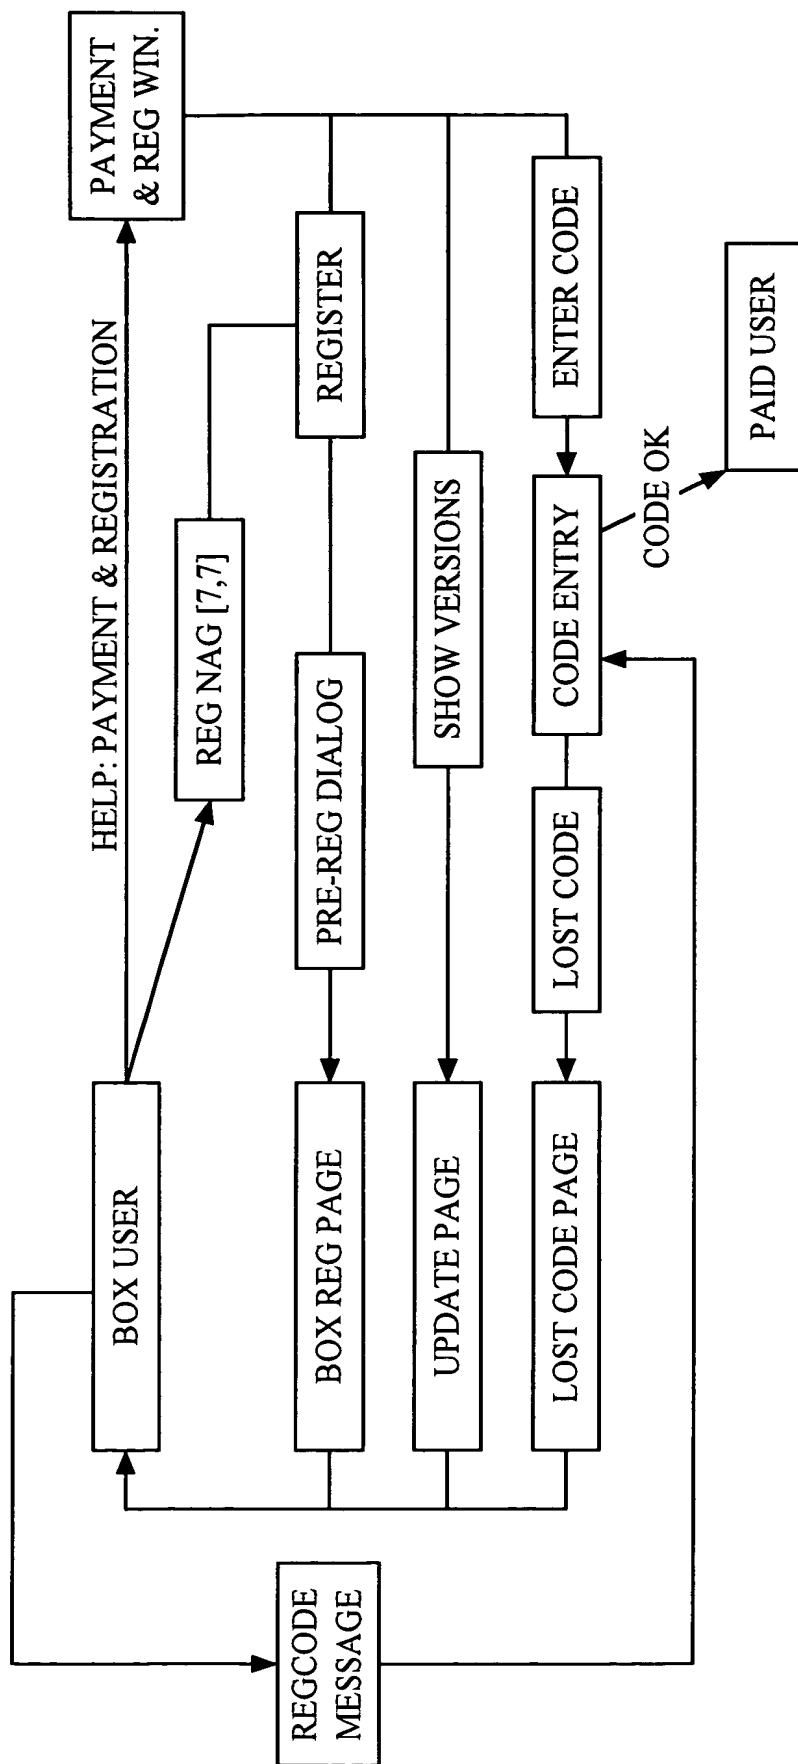 REGCODE
MESSAGE
BOX USER
HELP: PAYMENT & REGISTRATION
PAYMENT
& REG WIN.
REG NAG [7,7]
BOX REG PAGE
PRE-REG DIALOG
REGISTER
UPDATE PAGE
SHOW VERSIONS
LOST CODE PAGE
LOST CODE
CODE ENTRY
ENTER CODE
CODE OK
PAID USER